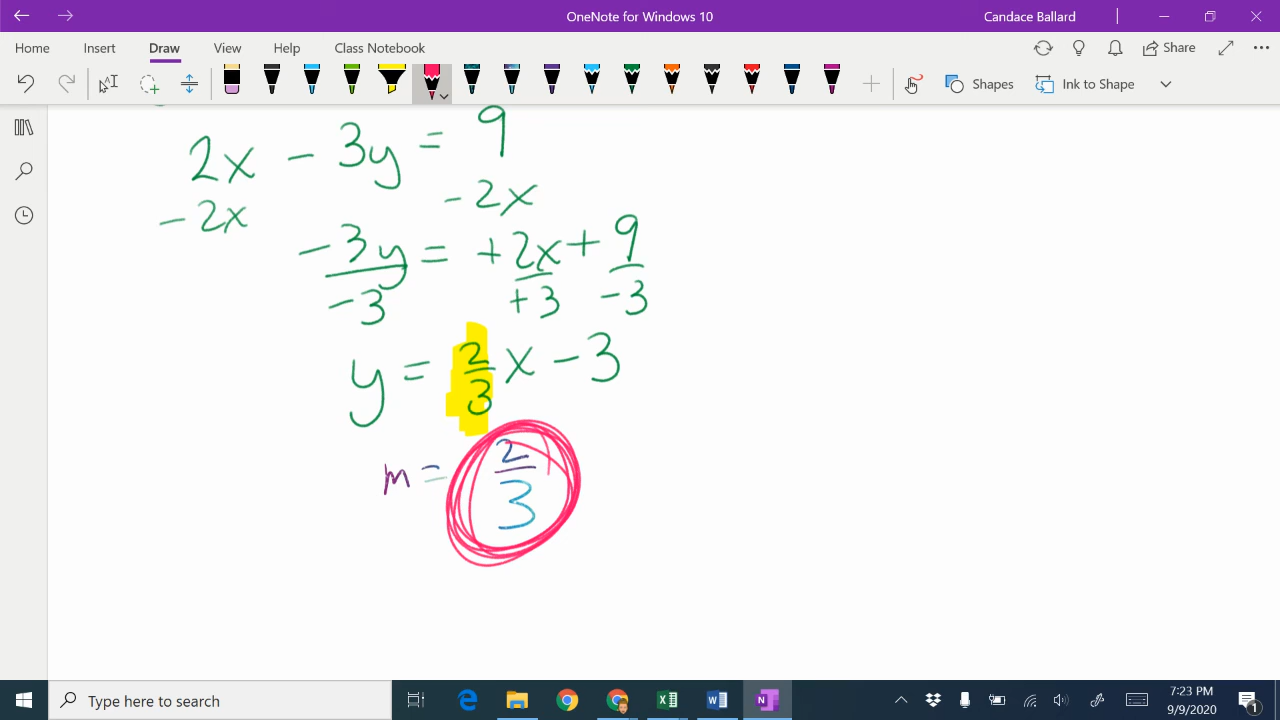 OneNote for Windows 10
Candace Ballard
Home Insert Draw View Help Class Notebook Share
Shapes Ink to Shape
2x - 3y = 9
-2x -2x
-3y = +2x + 9
-3 +3 -3
y = 2/3 x - 3
m = 2/3
Type here to search
7:23 PM
9/9/2020
1